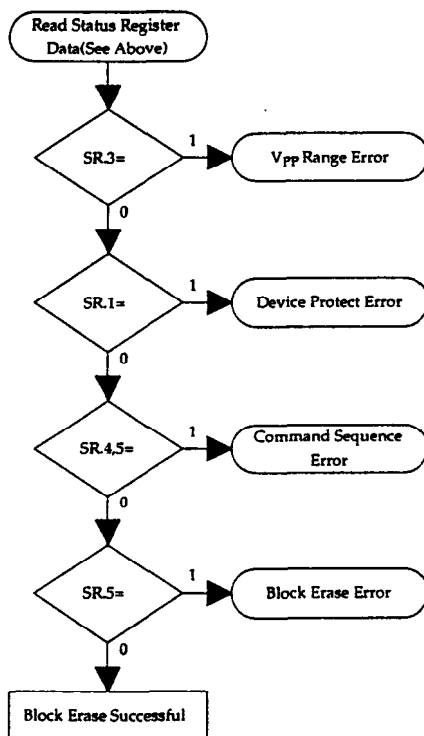 Read Status Register
Data(See Above)
SR.3=
1
VPP Range Error
0
SR.1=
1
Device Protect Error
0
SR.4,5=
1
Command Sequence
Error
0
SR.5=
1
Block Erase Error
0
Block Erase Successful